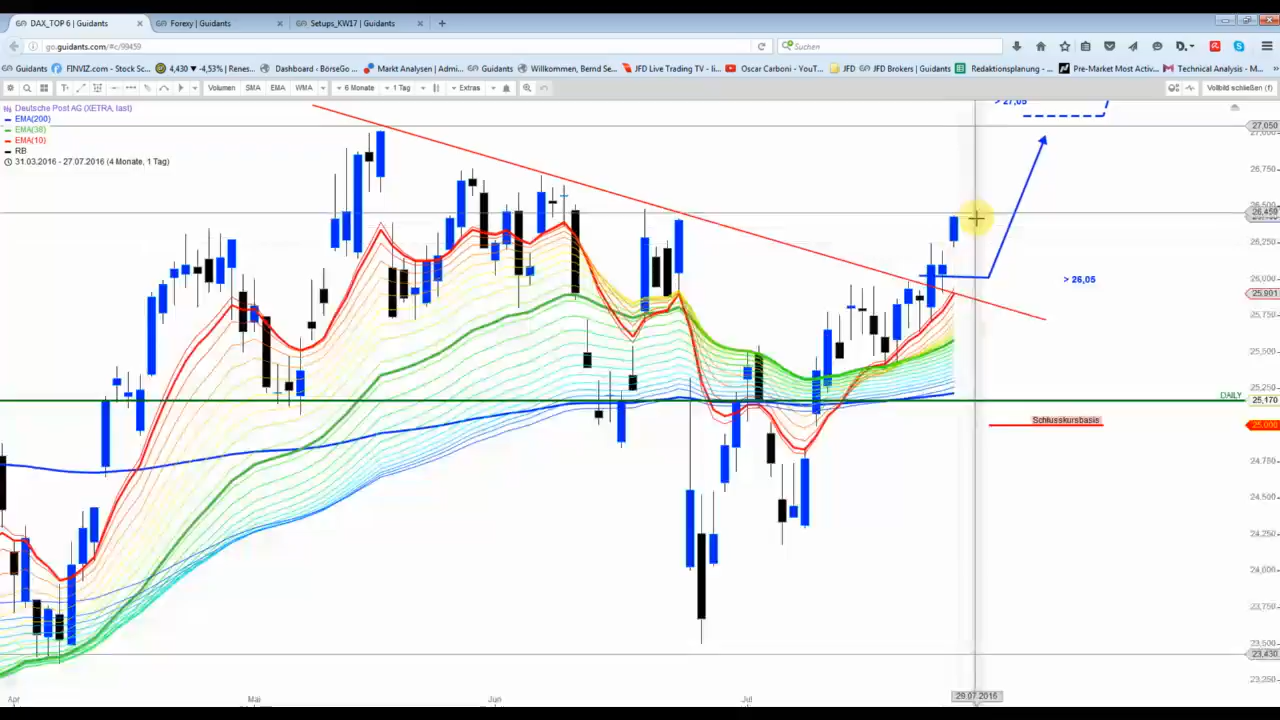 DAX_TOP 6 | Guidants
Forexy | Guidants
Setups_KW17 | Guidants
go.guidants.com/#c/99459
Suchen
Guidants
FINVIZ.com - Stock Sc...
4,430 ▼ -4,53% | Renes...
Dashboard - BörseGo ...
Markt Analysen | Admi...
Guidants
Willkommen, Bernd Se...
JFD Live Trading TV - li...
Oscar Carboni - YouT...
JFD
JFD Brokers | Guidants
Redaktionsplanung - ...
Pre-Market Most Activ...
Technical Analysis - M...
Volumen SMA EMA WMA 6 Monate 1 Tag Extras Vollbild schließen (f)
Deutsche Post AG (XETRA, last)
EMA(200)
EMA(38)
EMA(10)
RB
31.03.2016 - 27.07.2016 (4 Monate, 1 Tag)
> 27,05
27,050
26,750
26,459
26,250
> 26,05
26,000
25,901
25,750
25,500
25,250
DAILY
25,170
Schlusskursbasis
25,000
24,750
24,500
24,250
24,000
23,750
23,500
23,430
23,250
Apr Mai Jun Jul
29.07.2016